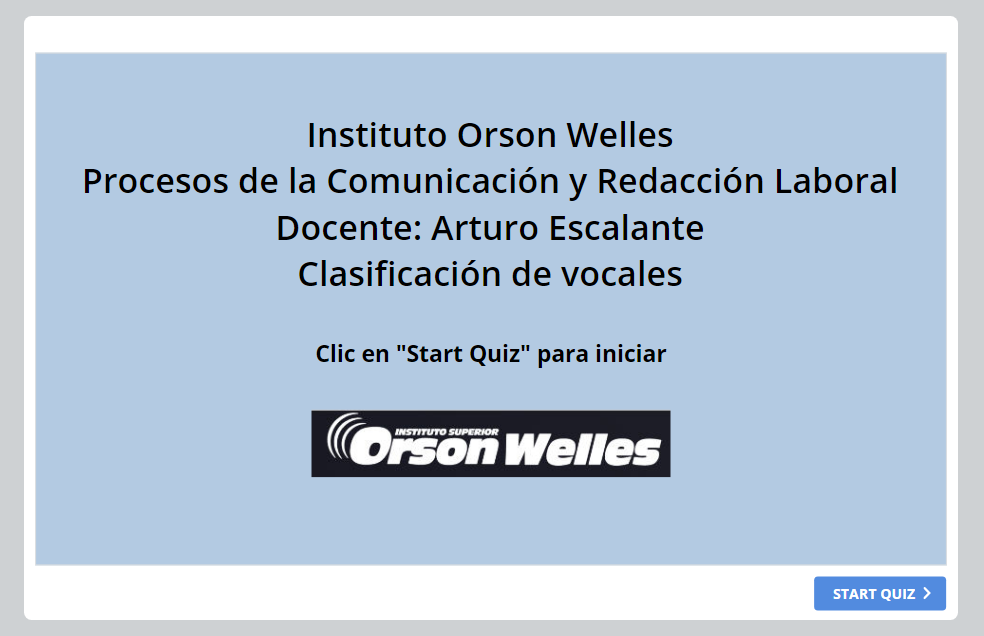 Instituto Orson Welles
Procesos de la Comunicación y Redacción Laboral
Docente: Arturo Escalante
Clasificación de vocales
Clic en "Start Quiz" para iniciar
INSTITUTO SUPERIOR
Orson Welles
START QUIZ